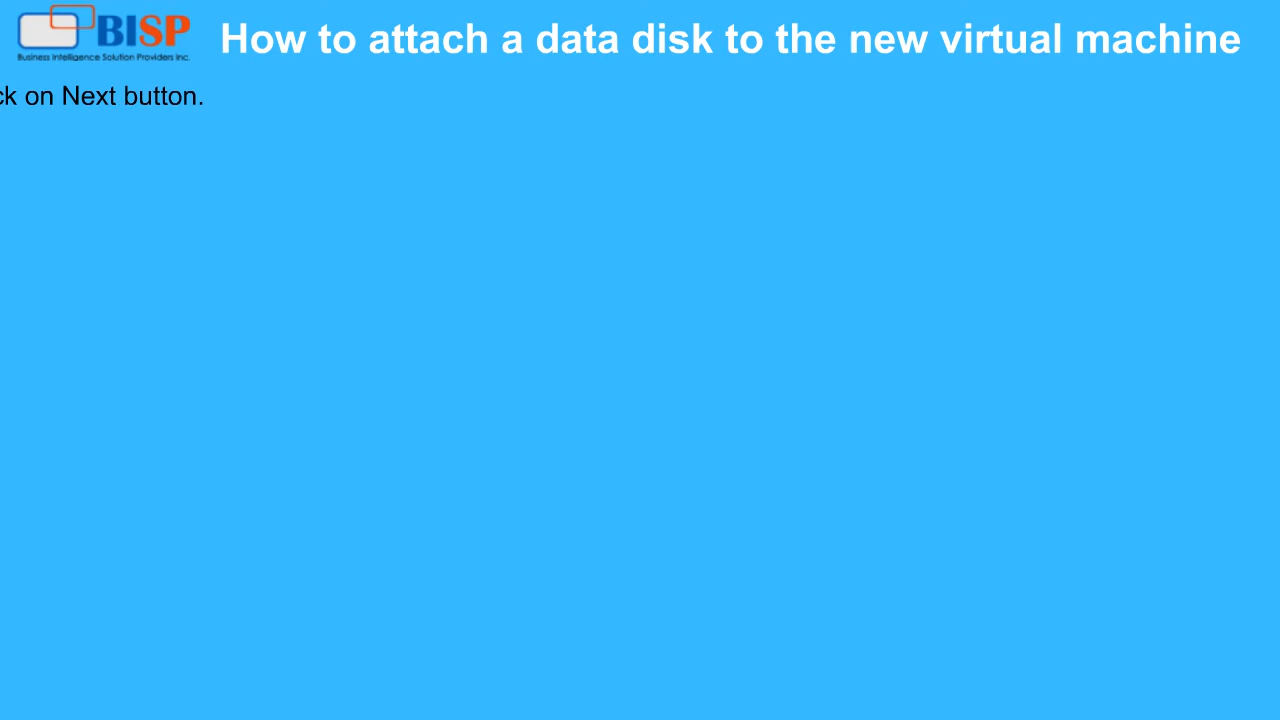 BISP
Business Intelligence Solution Providers Inc.
How to attach a data disk to the new virtual machine
ck on Next button.